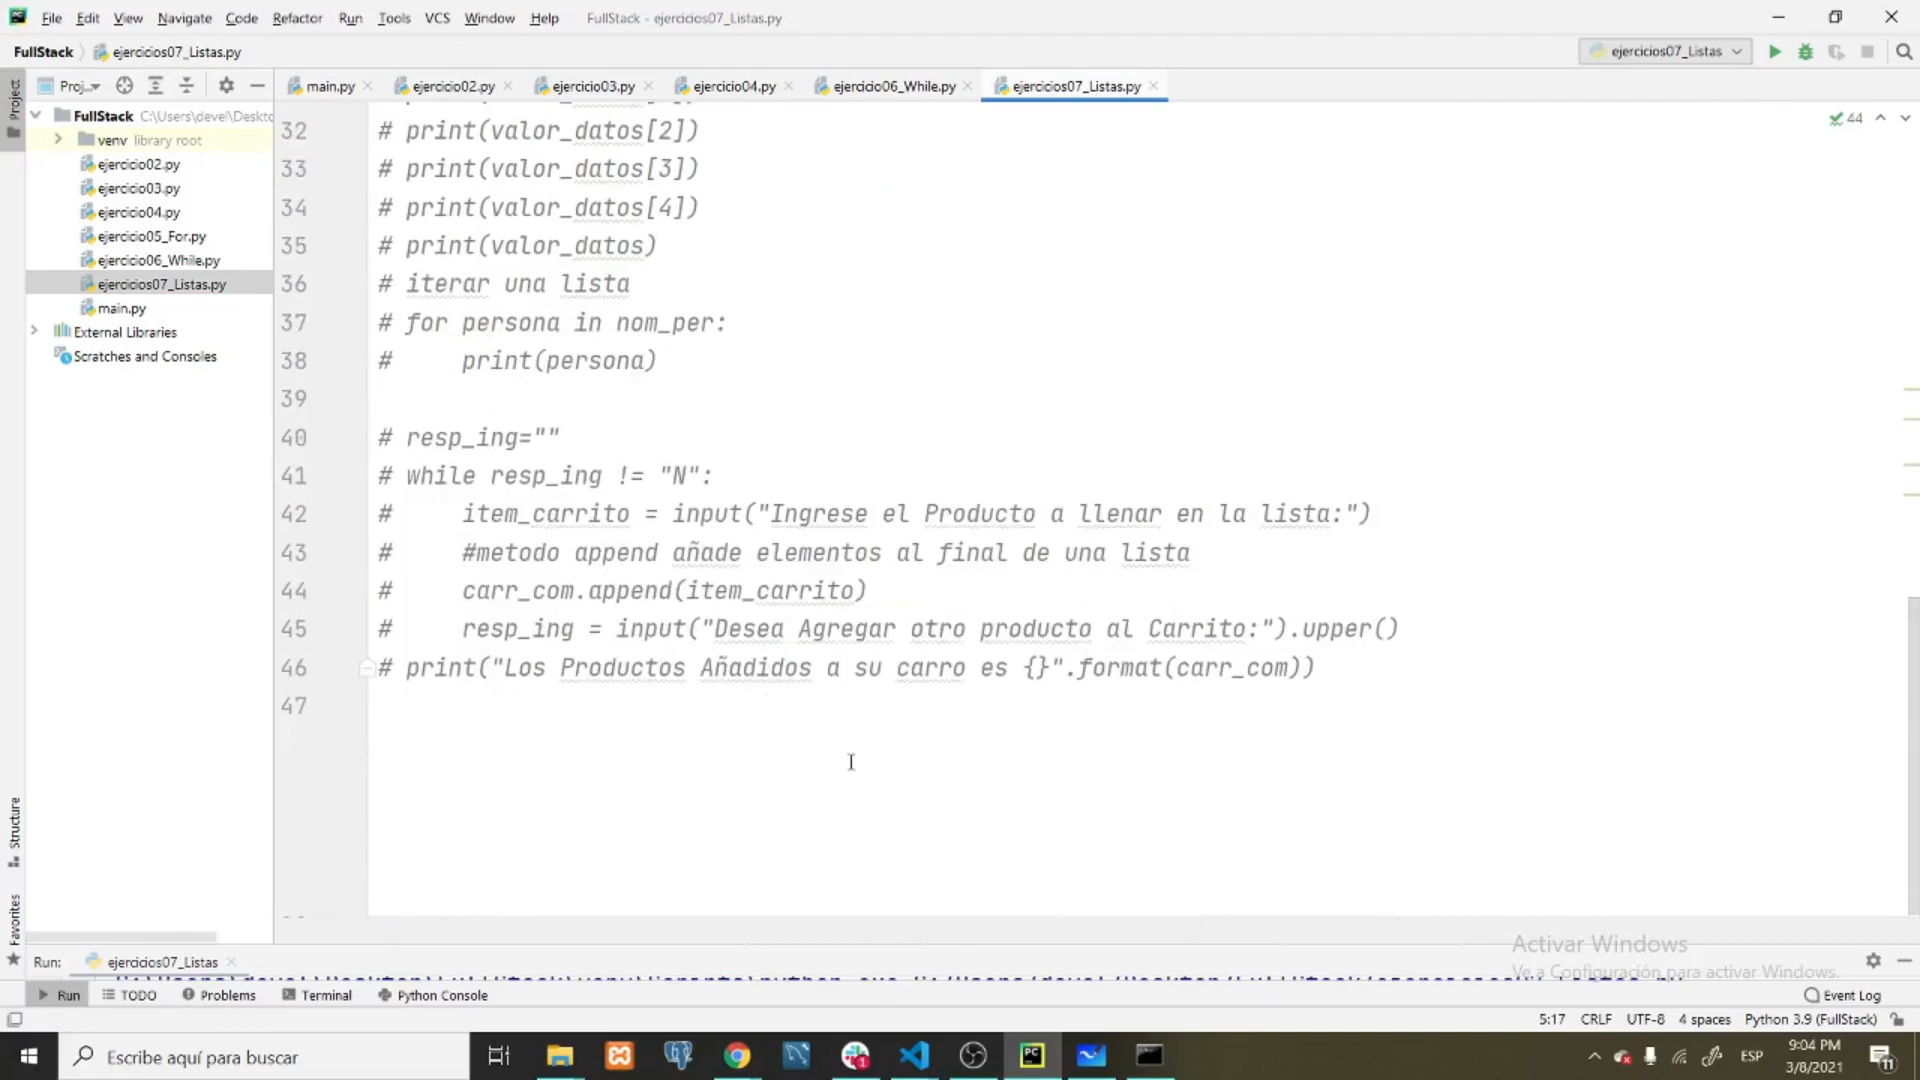 File Edit View Navigate Code Refactor Run Tools VCS Window Help FullStack - ejercicios07_Listas.py
FullStack ejercicios07_Listas.py ejercicios07_Listas
Project
Proj...
main.py ejercicio02.py ejercicio03.py ejercicio04.py ejercicio06_While.py ejercicios07_Listas.py
FullStack C:\Users\devel\Deskto
venv library root
ejercicio02.py
ejercicio03.py
ejercicio04.py
ejercicio05_For.py
ejercicio06_While.py
ejercicios07_Listas.py
main.py
External Libraries
Scratches and Consoles
44
32 # print(valor_datos[2])
33 # print(valor_datos[3])
34 # print(valor_datos[4])
35 # print(valor_datos)
36 # iterar una lista
37 # for persona in nom_per:
38 #     print(persona)
39
40 # resp_ing=""
41 # while resp_ing != "N":
42 #     item_carrito = input("Ingrese el Producto a llenar en la lista:")
43 #     #metodo append añade elementos al final de una lista
44 #     carr_com.append(item_carrito)
45 #     resp_ing = input("Desea Agregar otro producto al Carrito:").upper()
46 # print("Los Productos Añadidos a su carro es {}".format(carr_com))
47
Structure
Favorites
Activar Windows
Ve a Configuración para activar Windows.
Run: ejercicios07_Listas
Run TODO Problems Terminal Python Console Event Log
5:17 CRLF UTF-8 4 spaces Python 3.9 (FullStack)
Escribe aquí para buscar
PC
1
ESP
9:04 PM
3/8/2021
11